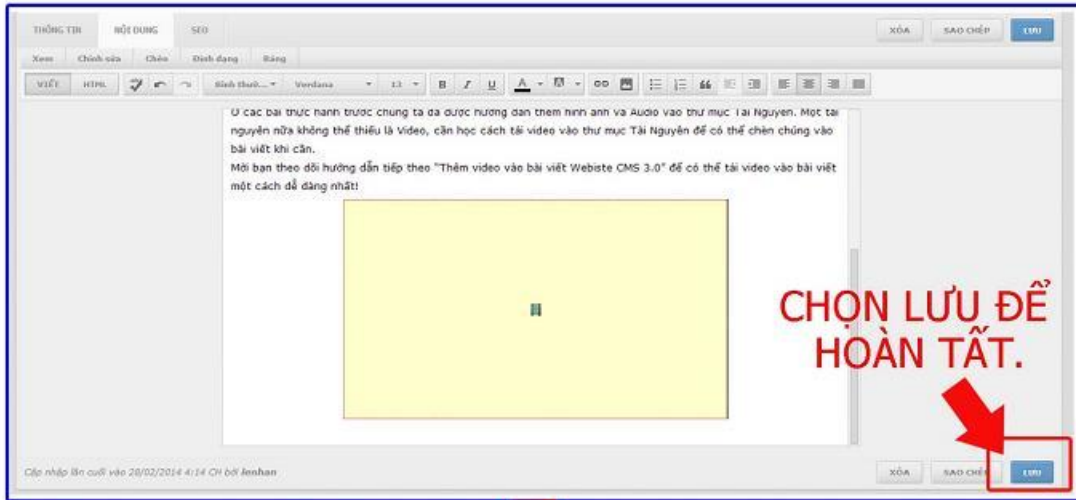 THÔNG TIN NỘI DUNG SEO XÓA SAO CHÉP LƯU
Xem Chỉnh sửa Chèn Định dạng Bảng
VIẾT HTML Bình thườ... Verdana 13 B I U A
Ở các bài thực hành trước chúng ta đã được hướng dẫn thêm hình ảnh và Audio vào thư mục Tài Nguyên. Một tài
nguyên nữa không thể thiếu là Video, cần học cách tải video vào thư mục Tài Nguyên để có thể chèn chúng vào
bài viết khi cần.
Mời bạn theo dõi hướng dẫn tiếp theo "Thêm video vào bài viết Webiste CMS 3.0" để có thể tải video vào bài viết
một cách dễ dàng nhất!
CHỌN LƯU ĐỂ
HOÀN TẤT.
Cập nhập lần cuối vào 28/02/2014 4:14 CH bởi lenhan
XÓA SAO CHÉP LƯU